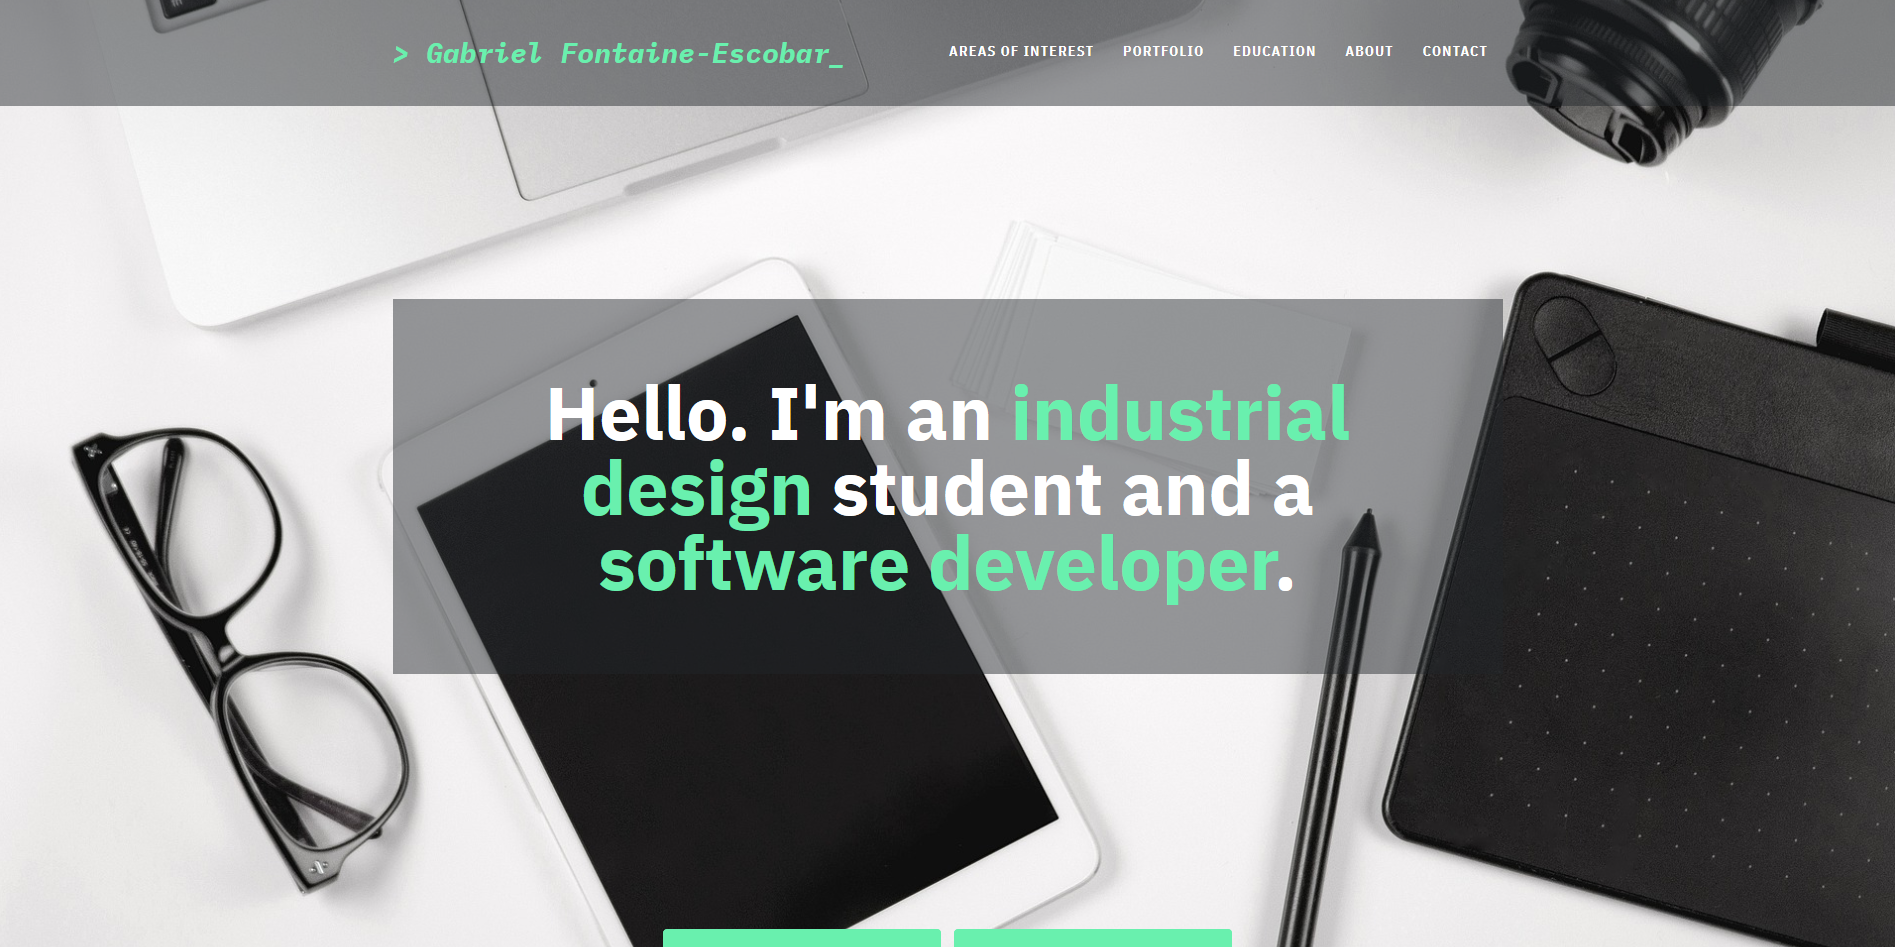 > Gabriel Fontaine-Escobar_
AREAS OF INTEREST PORTFOLIO EDUCATION ABOUT CONTACT
Hello. I'm an industrial
design student and a
software developer.